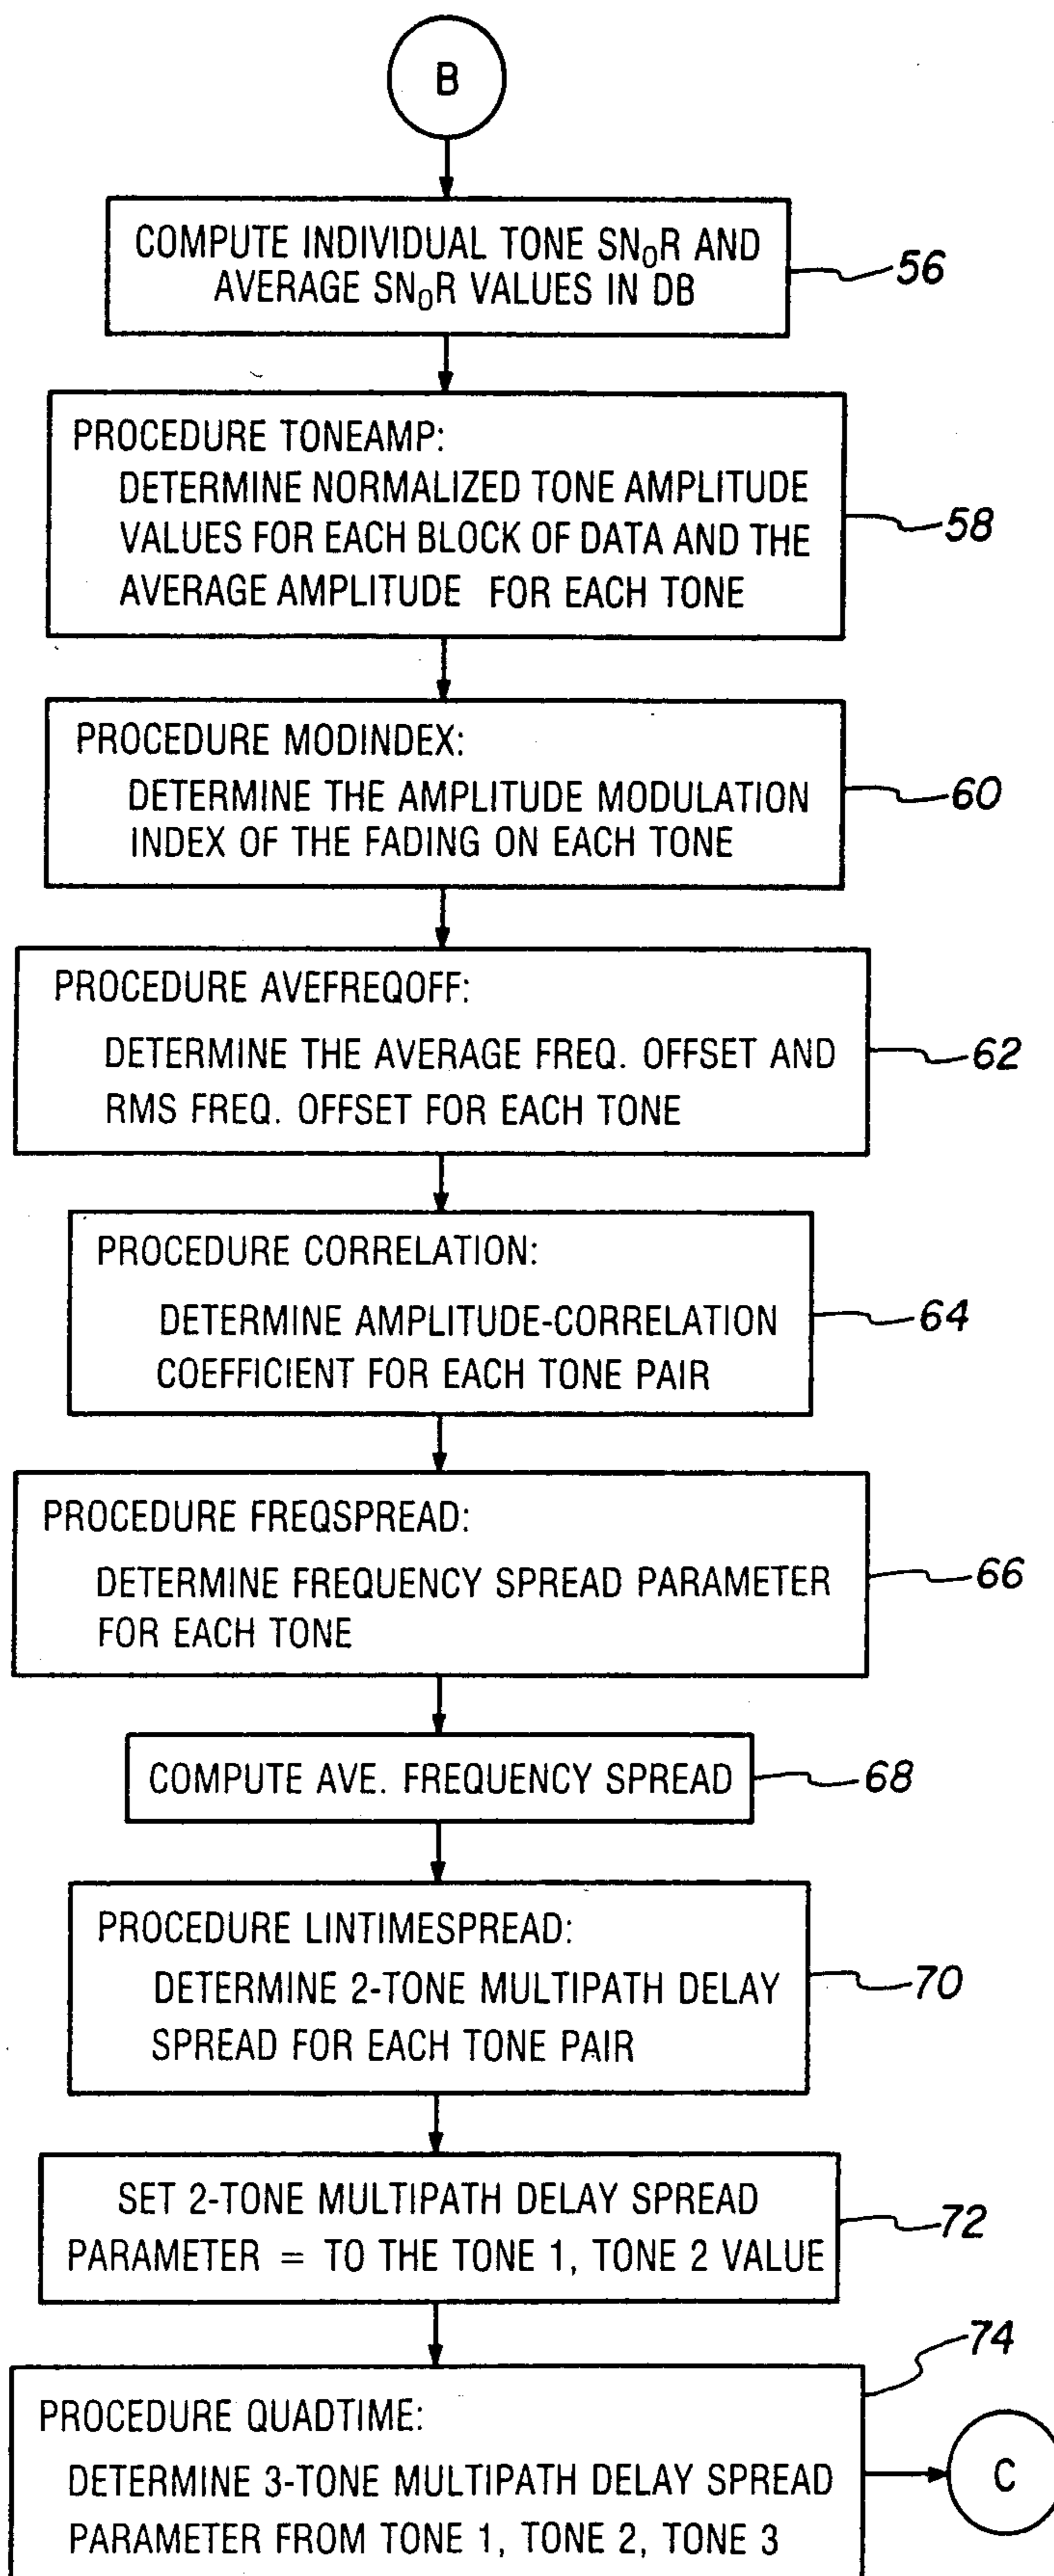 B
COMPUTE INDIVIDUAL TONE SN₀R AND
AVERAGE SN₀R VALUES IN DB
56
PROCEDURE TONEAMP:
DETERMINE NORMALIZED TONE AMPLITUDE
VALUES FOR EACH BLOCK OF DATA AND THE
AVERAGE AMPLITUDE FOR EACH TONE
58
PROCEDURE MODINDEX:
DETERMINE THE AMPLITUDE MODULATION
INDEX OF THE FADING ON EACH TONE
60
PROCEDURE AVEFREQOFF:
DETERMINE THE AVERAGE FREQ. OFFSET AND
RMS FREQ. OFFSET FOR EACH TONE
62
PROCEDURE CORRELATION:
DETERMINE AMPLITUDE-CORRELATION
COEFFICIENT FOR EACH TONE PAIR
64
PROCEDURE FREQSPREAD:
DETERMINE FREQUENCY SPREAD PARAMETER
FOR EACH TONE
66
COMPUTE AVE. FREQUENCY SPREAD
68
PROCEDURE LINTIMESPREAD:
DETERMINE 2-TONE MULTIPATH DELAY
SPREAD FOR EACH TONE PAIR
70
SET 2-TONE MULTIPATH DELAY SPREAD
PARAMETER = TO THE TONE 1, TONE 2 VALUE
72
74
PROCEDURE QUADTIME:
DETERMINE 3-TONE MULTIPATH DELAY SPREAD
PARAMETER FROM TONE 1, TONE 2, TONE 3
C